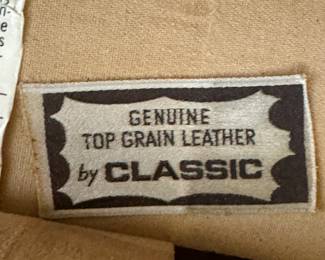 n-
e
s
GENUINE
TOP GRAIN LEATHER
by CLASSIC